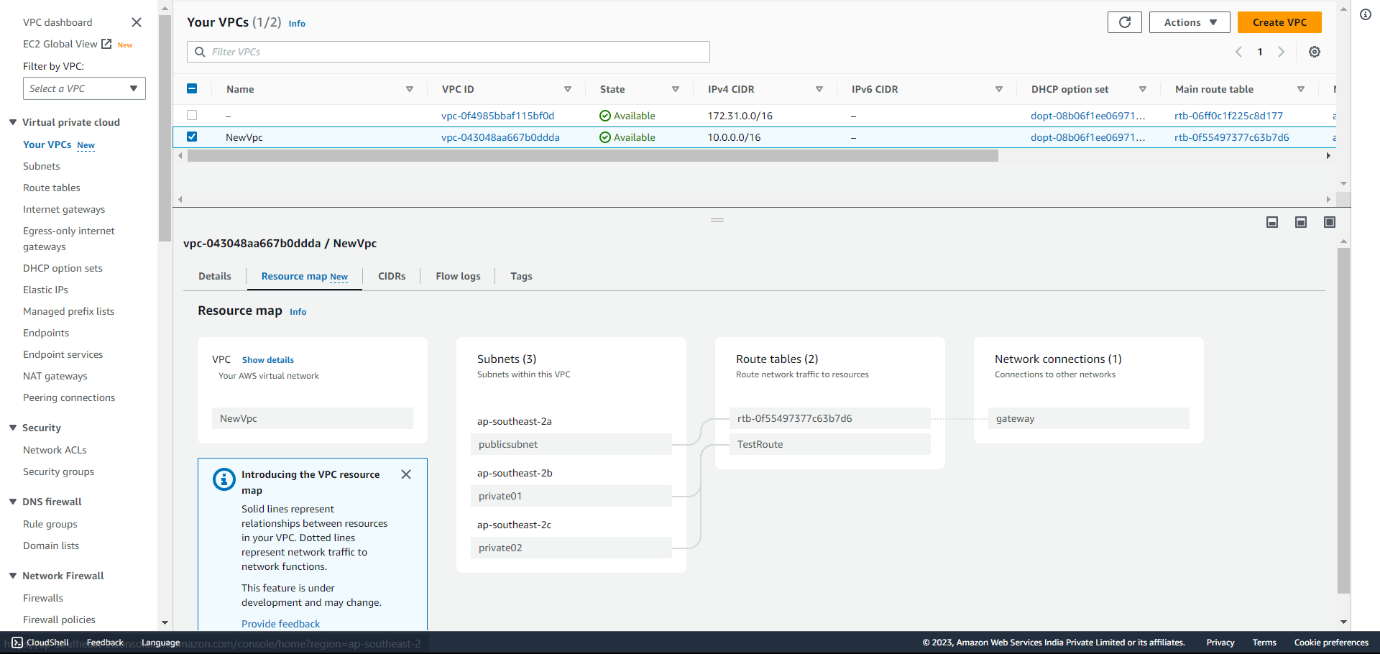 VPC dashboard
EC2 Global View New
Filter by VPC:
Select a VPC
Virtual private cloud
Your VPCs New
Subnets
Route tables
Internet gateways
Egress-only internet
gateways
DHCP option sets
Elastic IPs
Managed prefix lists
Endpoints
Endpoint services
NAT gateways
Peering connections
Security
Network ACLs
Security groups
DNS firewall
Rule groups
Domain lists
Network Firewall
Firewalls
Firewall policies
Your VPCs (1/2) Info
Actions
Create VPC
Filter VPCs
1
Name VPC ID State IPv4 CIDR IPv6 CIDR DHCP option set Main route table
– vpc-0f4985bbaf115bf0d Available 172.31.0.0/16 – dopt-08b06f1ee06971... rtb-06ff0c1f225c8d177
NewVpc vpc-043048aa667b0ddda Available 10.0.0.0/16 – dopt-08b06f1ee06971... rtb-0f55497377c63b7d6
vpc-043048aa667b0ddda / NewVpc
Details Resource map New CIDRs Flow logs Tags
Resource map Info
VPC Show details
Your AWS virtual network
NewVpc
Introducing the VPC resource
map
Solid lines represent
relationships between resources
in your VPC. Dotted lines
represent network traffic to
network functions.
This feature is under
development and may change.
Provide feedback
Subnets (3)
Subnets within this VPC
ap-southeast-2a
publicsubnet
ap-southeast-2b
private01
ap-southeast-2c
private02
Route tables (2)
Route network traffic to resources
rtb-0f55497377c63b7d6
TestRoute
Network connections (1)
Connections to other networks
gateway
CloudShell Feedback Language
amazon.com/console/home?region=ap-southeast-2
© 2023, Amazon Web Services India Private Limited or its affiliates. Privacy Terms Cookie preferences